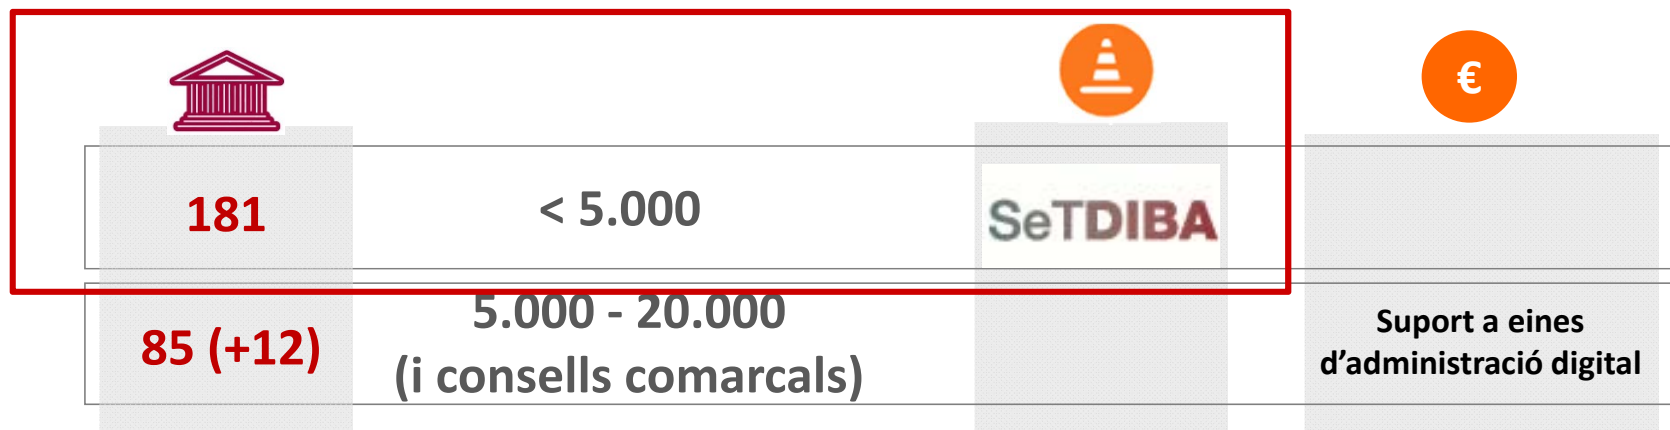 €
181
< 5.000
SeTDIBA
85 (+12)
5.000 - 20.000
(i consells comarcals)
Suport a eines
d’administració digital